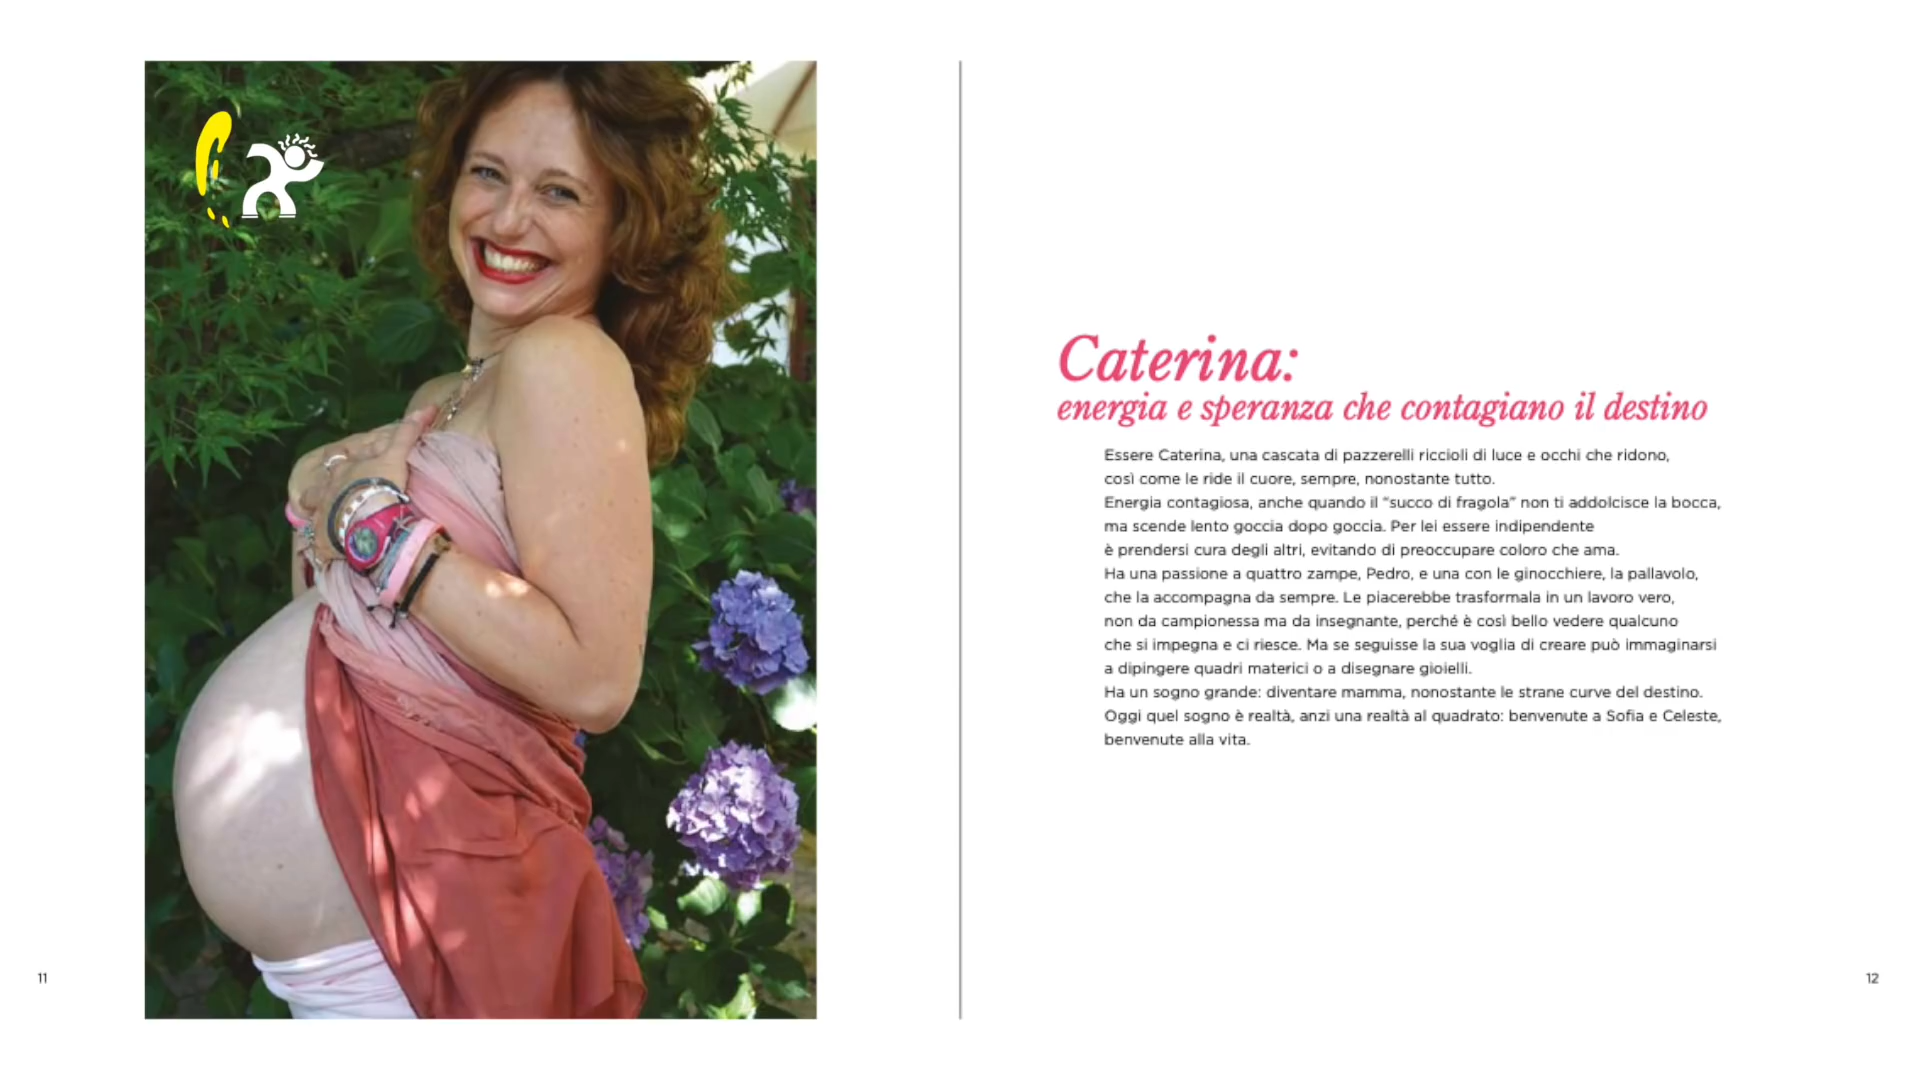 Caterina:
energia e speranza che contagiano il destino
Essere Caterina, una cascata di pazzerelli riccioli di luce e occhi che ridono,
così come le ride il cuore, sempre, nonostante tutto.
Energia contagiosa, anche quando il “succo di fragola” non ti addolcisce la bocca,
ma scende lento goccia dopo goccia. Per lei essere indipendente
è prendersi cura degli altri, evitando di preoccupare coloro che ama.
Ha una passione a quattro zampe, Pedro, e una con le ginocchiere, la pallavolo,
che la accompagna da sempre. Le piacerebbe trasformala in un lavoro vero,
non da campionessa ma da insegnante, perché è così bello vedere qualcuno
che si impegna e ci riesce. Ma se seguisse la sua voglia di creare può immaginarsi
a dipingere quadri materici o a disegnare gioielli.
Ha un sogno grande: diventare mamma, nonostante le strane curve del destino.
Oggi quel sogno è realtà, anzi una realtà al quadrato: benvenute a Sofia e Celeste,
benvenute alla vita.
11
12